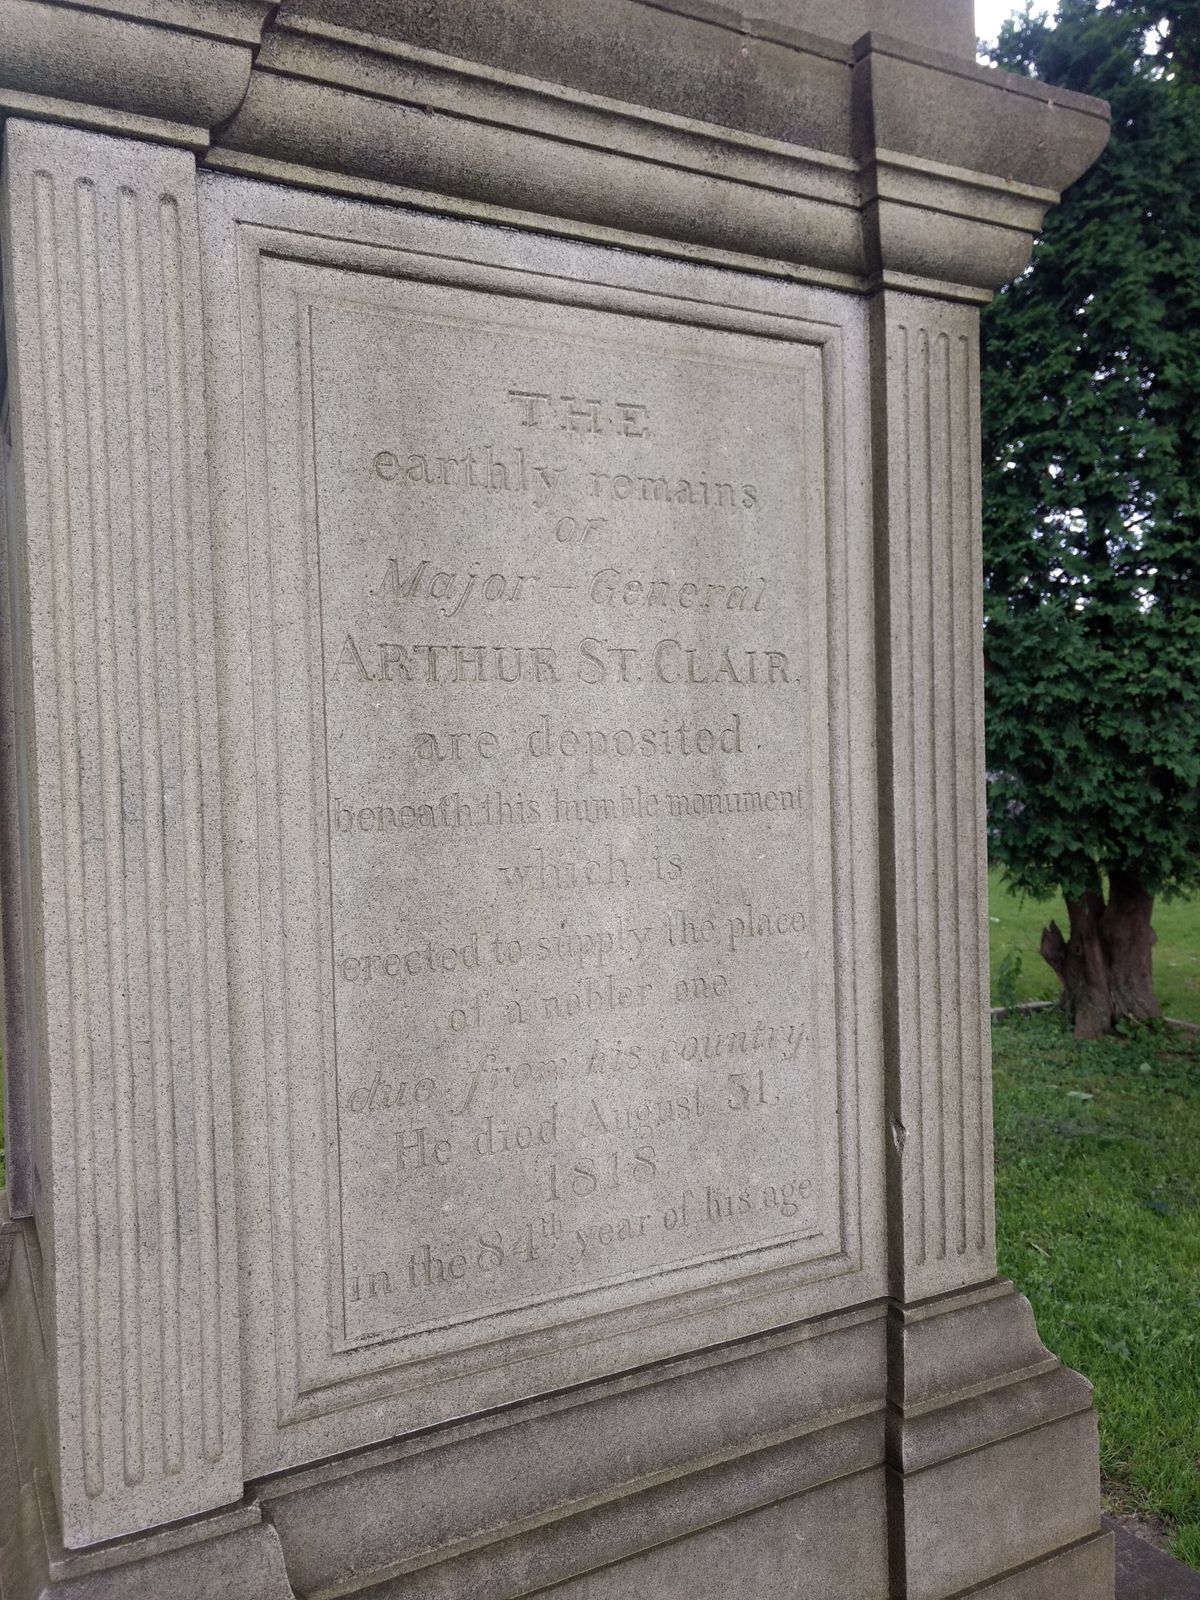 THE
earthly remains
OF
Major-General
ARTHUR ST. CLAIR.
are deposited
beneath this humble monument
which is
erected to supply the place
of a nobler one
due from his country.
He died August 31,
1818
in the 84th year of his age